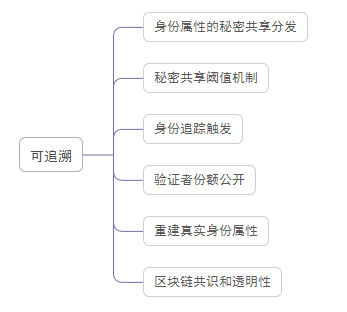 身份属性的秘密共享分发
秘密共享阈值机制
身份追踪触发
可追溯
验证者份额公开
重建真实身份属性
区块链共识和透明性